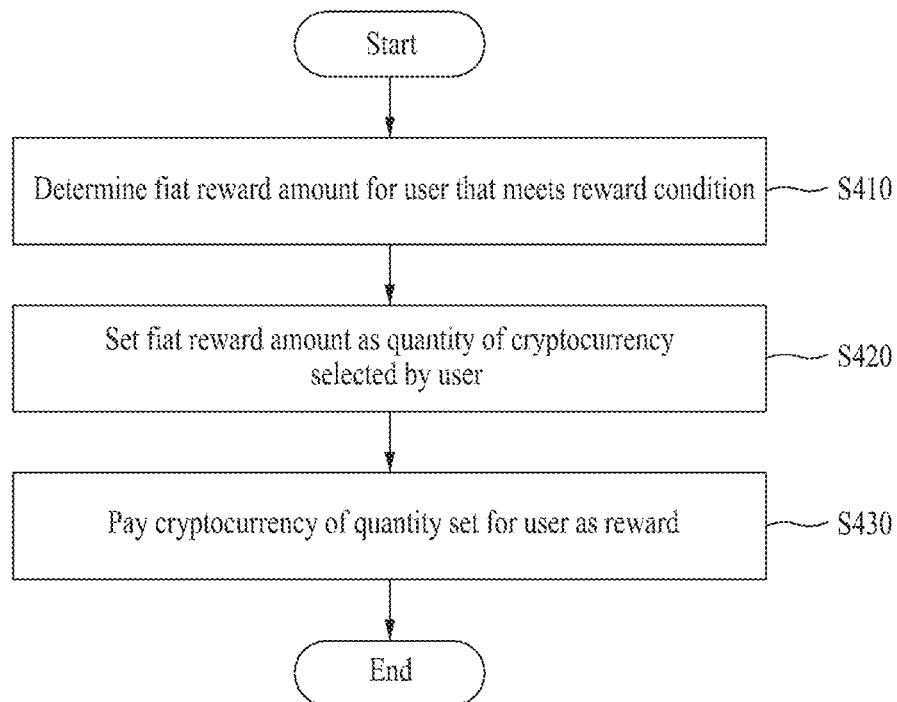 Start
Determine fiat reward amount for user that meets reward condition
S410
Set fiat reward amount as quantity of cryptocurrency
selected by user
S420
Pay cryptocurrency of quantity set for user as reward
S430
End